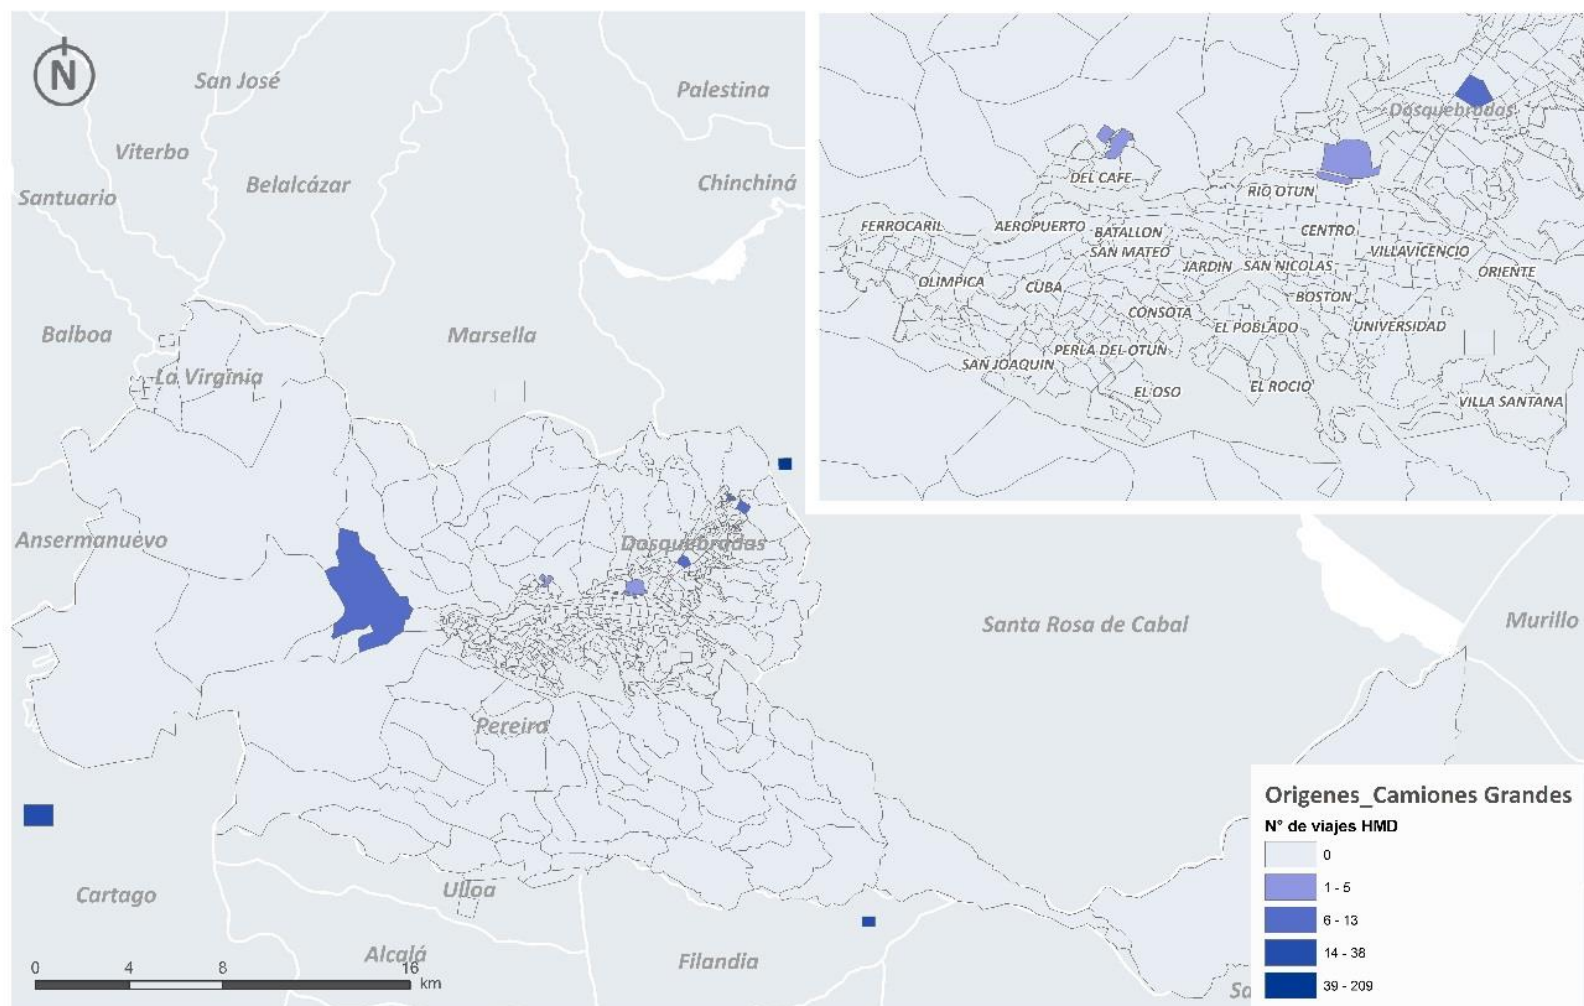 N
San José
Palestina
Viterbo
Belalcázar
Chinchiná
Santuario
Balboa
Marsella
La Virginia
Ansermanuevo
Dosquebradas
Santa Rosa de Cabal
Murillo
Pereira
Cartago
Ulloa
Alcalá
Filandia
0 4 8 16
km
Dosquebradas
DEL CAFE
RIO OTUN
FERROCARIL
AEROPUERTO
BATALLON
CENTRO
SAN MATEO
VILLAVICENCIO
JARDIN
SAN NICOLAS
ORIENTE
OLIMPICA
CUBA
BOSTON
CONSOTA
EL POBLADO
UNIVERSIDAD
PERLA DEL OTUN
SAN JOAQUIN
EL OSO
EL ROCIO
VILLA SANTANA
Origenes_Camiones Grandes
N° de viajes HMD
0
1 - 5
6 - 13
14 - 38
39 - 209